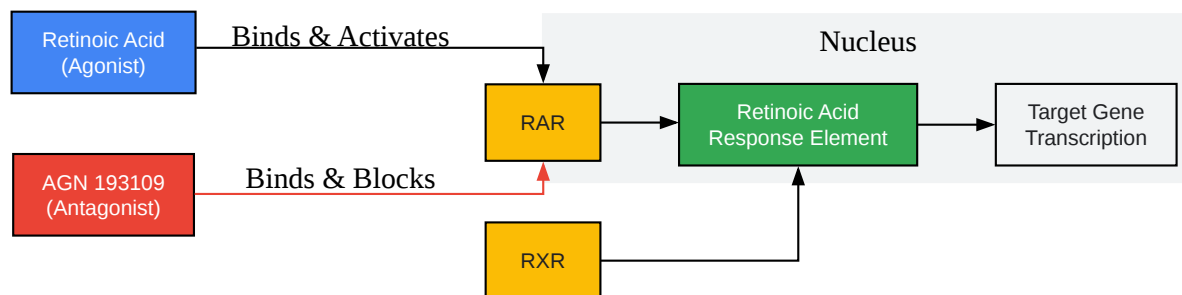 Retinoic Acid
(Agonist)
Binds & Activates
Nucleus
RAR
Retinoic Acid
Response Element
Target Gene
Transcription
AGN 193109
(Antagonist)
Binds & Blocks
RXR